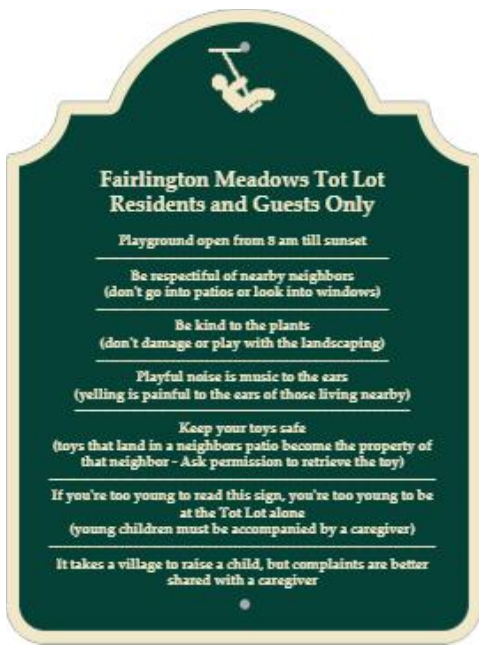 Fairlington Meadows Tot Lot
Residents and Guests Only
Playground open from 8 am till sunset
Be respectiful of nearby neighbors
(don't go into patios or look into windows)
Be kind to the plants
(don't damage or play with the landscaping)
Playful noise is music to the ears
(yelling is painful to the ears of those living nearby)
Keep your toys safe
(toys that land in a neighbors patio become the property of
that neighbor - Ask permission to retrieve the toy)
If you're too young to read this sign, you're too young to be
at the Tot Lot alone
(young children must be accompanied by a caregiver)
It takes a village to raise a child, but complaints are better
shared with a caregiver